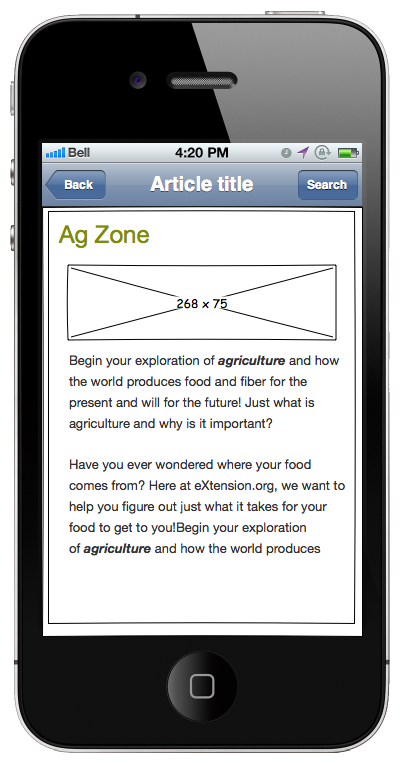 Bell 4:20 PM
Back Article title Search
Ag Zone
268 x 75
Begin your exploration of agriculture and how
the world produces food and fiber for the
present and will for the future! Just what is
agriculture and why is it important?
Have you ever wondered where your food
comes from? Here at eXtension.org, we want to
help you figure out just what it takes for your
food to get to you!Begin your exploration
of agriculture and how the world produces